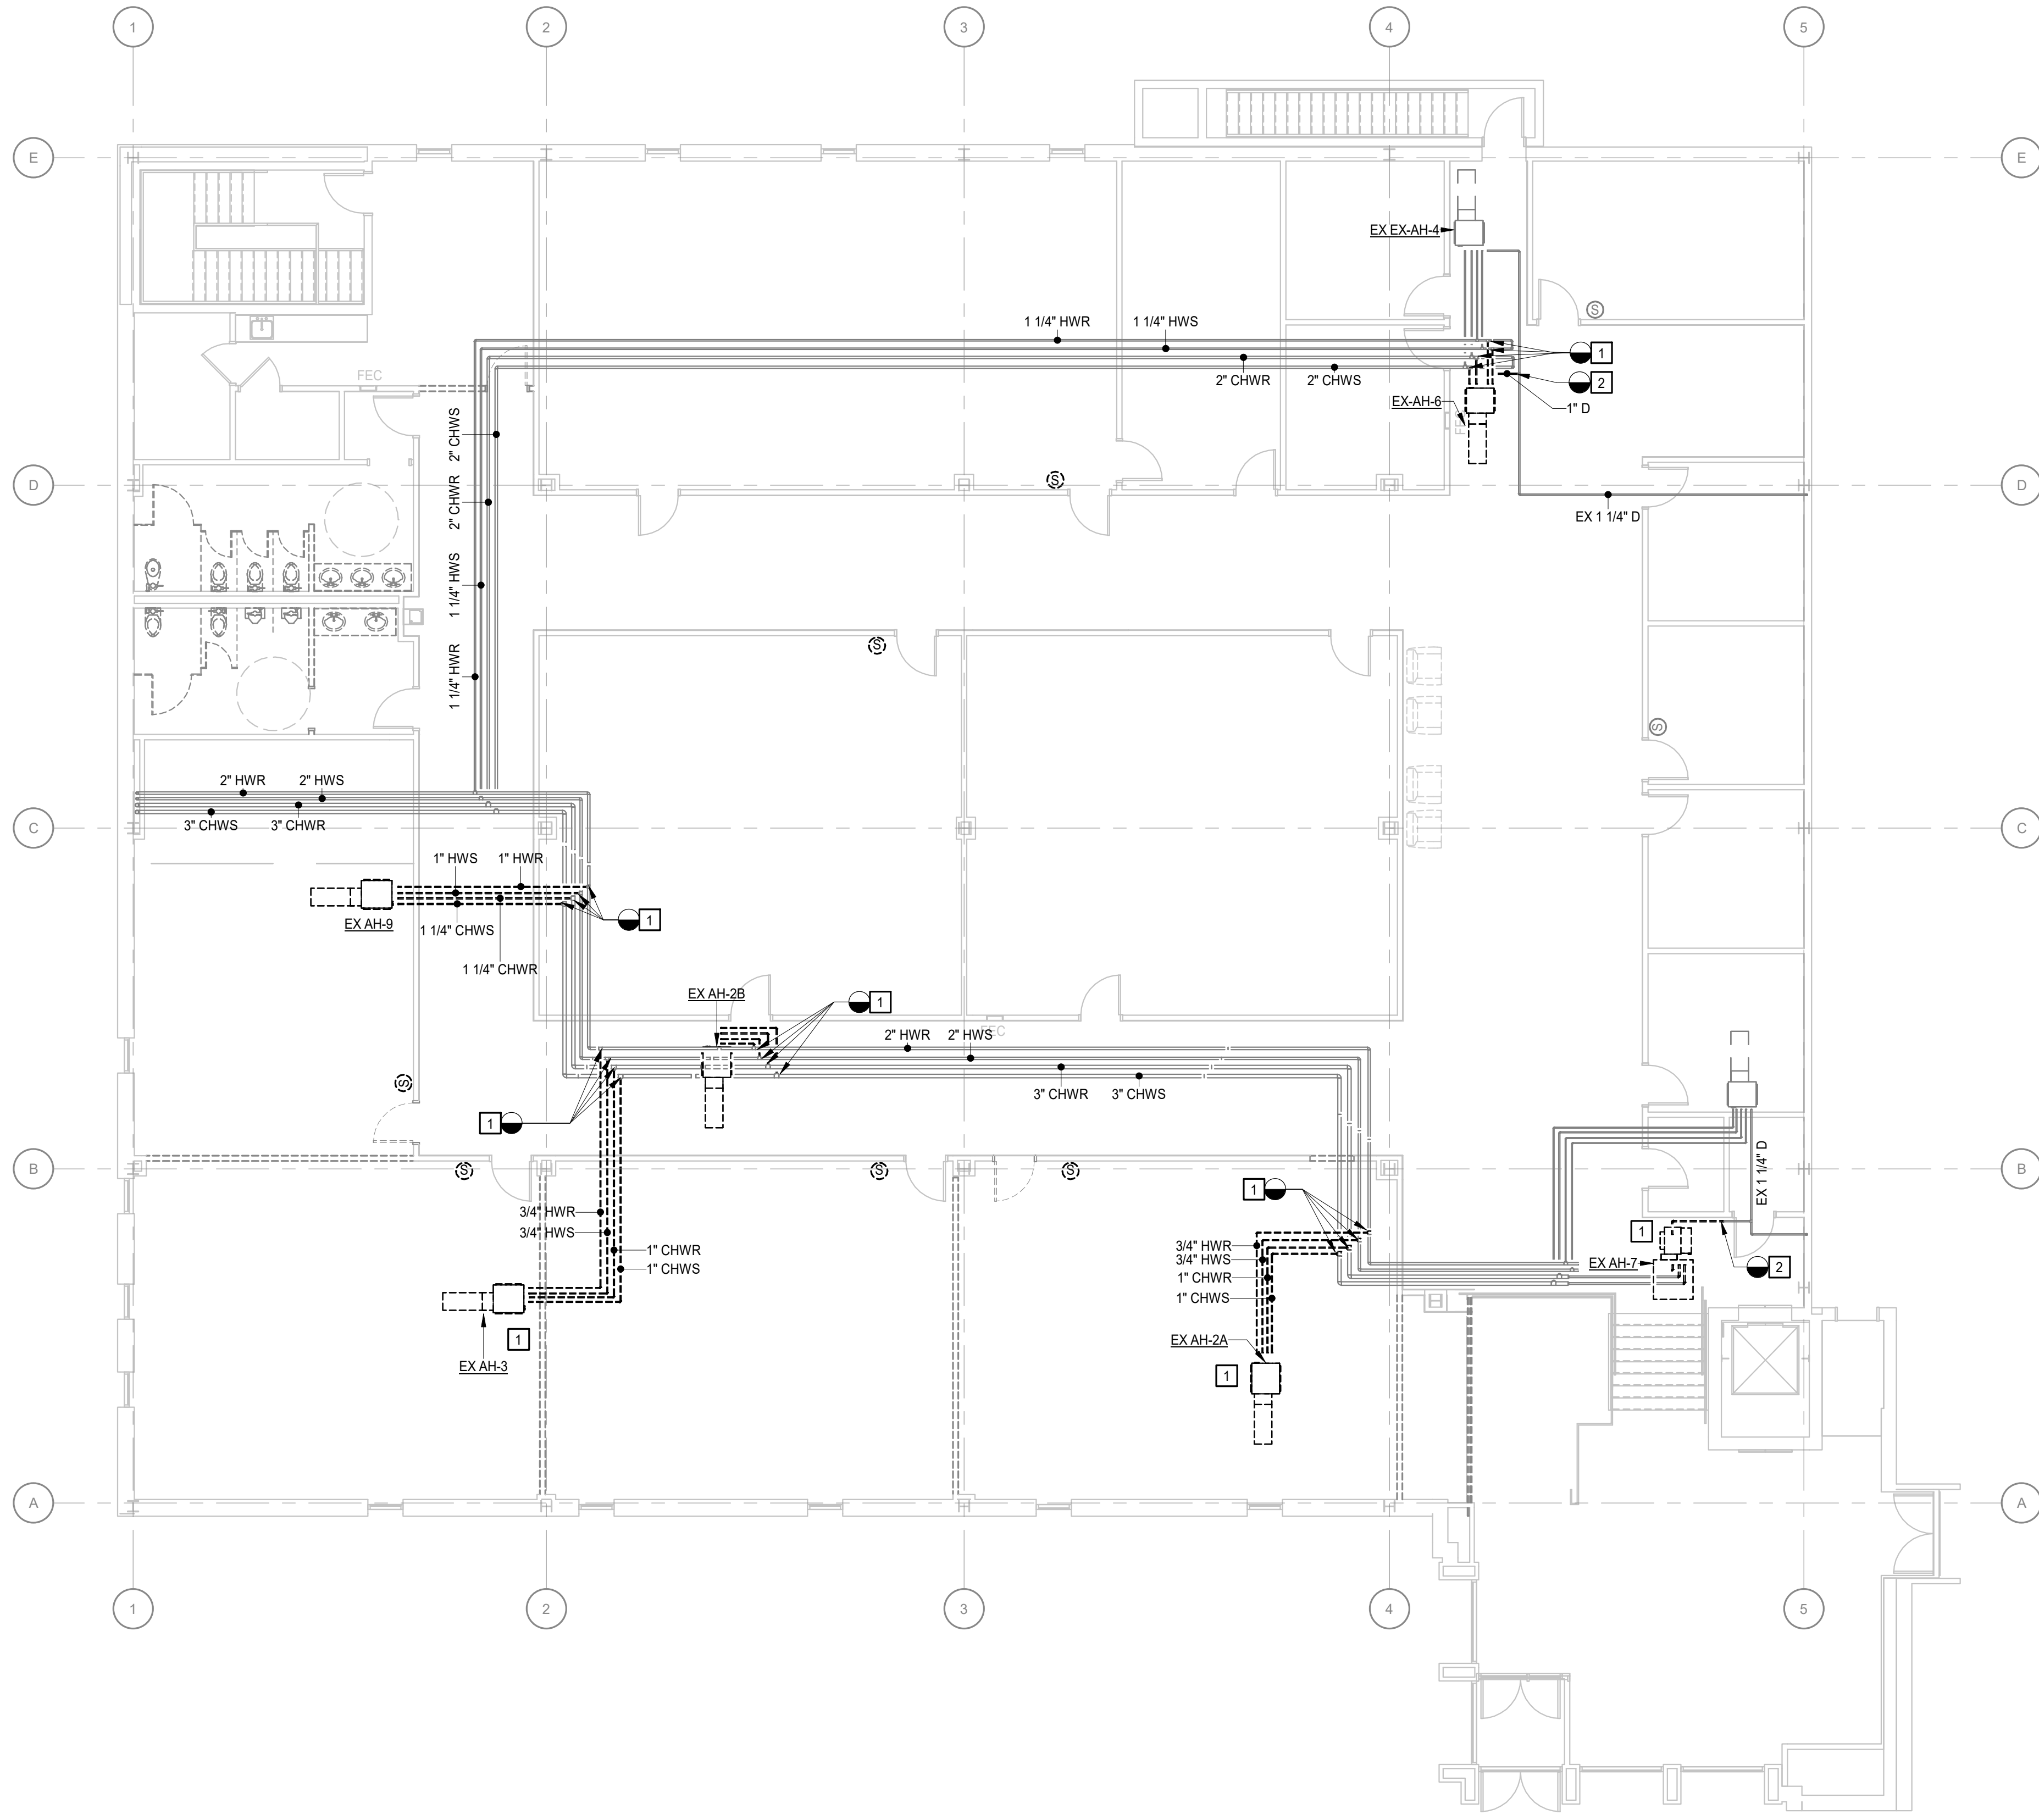 1
2
3
4
5
E
E
EX EX-AH-4
S
1 1/4" HWR
1 1/4" HWS
1
2" CHWR
2" CHWS
2
FEC
EX-AH-6
1" D
FEC
2" CHWS
D
S
D
2" CHWR
EX 1 1/4" D
1 1/4" HWS
S
1 1/4" HWR
S
2" HWR
2" HWS
3" CHWS
3" CHWR
C
C
1" HWS
1" HWR
EX AH-9
1 1/4" CHWS
1
1 1/4" CHWR
EX AH-2B
1
FEC
2" HWR
2" HWS
S
3" CHWR
3" CHWS
1
B
S
S
S
B
EX 1 1/4" D
1
3/4" HWR
3/4" HWS
1
3/4" HWR
3/4" HWS
1" CHWR
1" CHWS
EX AH-7
2
1" CHWR
1" CHWS
1
EX AH-3
EX AH-2A
1
A
A
1
2
3
4
5